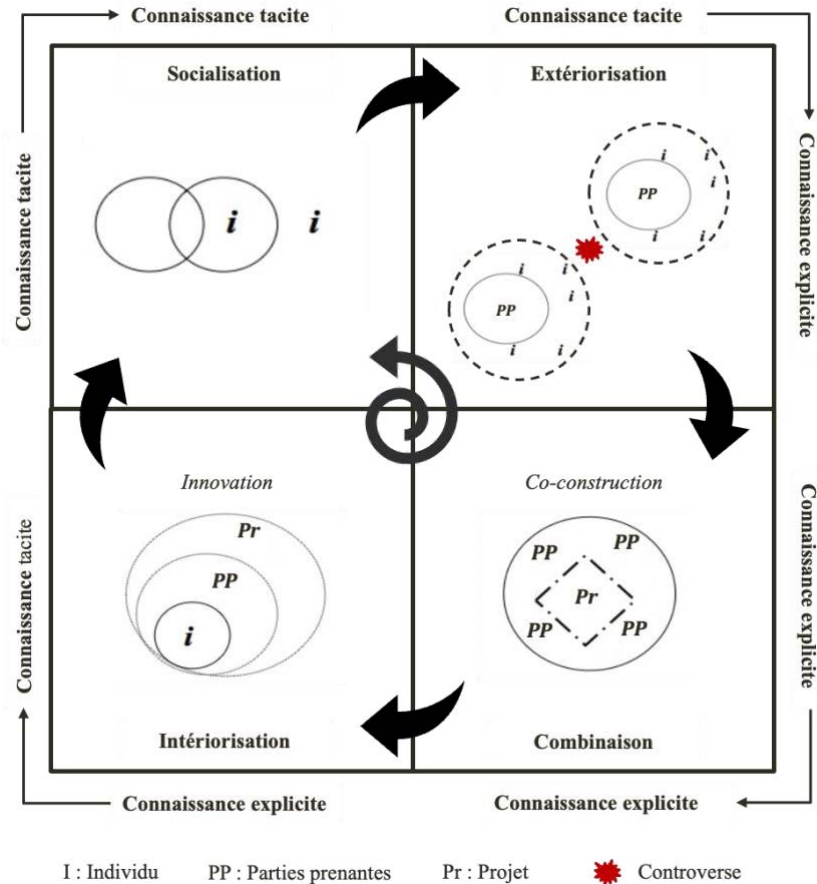 Connaissance tacite
Connaissance tacite
Socialisation
Extériorisation
Connaissance tacite
Connaissance explicite
i
i
PP
i
i
i
i
i
PP
i
i
i
i
i
Innovation
Co-construction
Connaissance tacite
Connaissance explicite
Pr
PP
i
PP
PP
Pr
PP
PP
Intériorisation
Combinaison
Connaissance explicite
Connaissance explicite
I : Individu
PP : Parties prenantes
Pr : Projet
Controverse